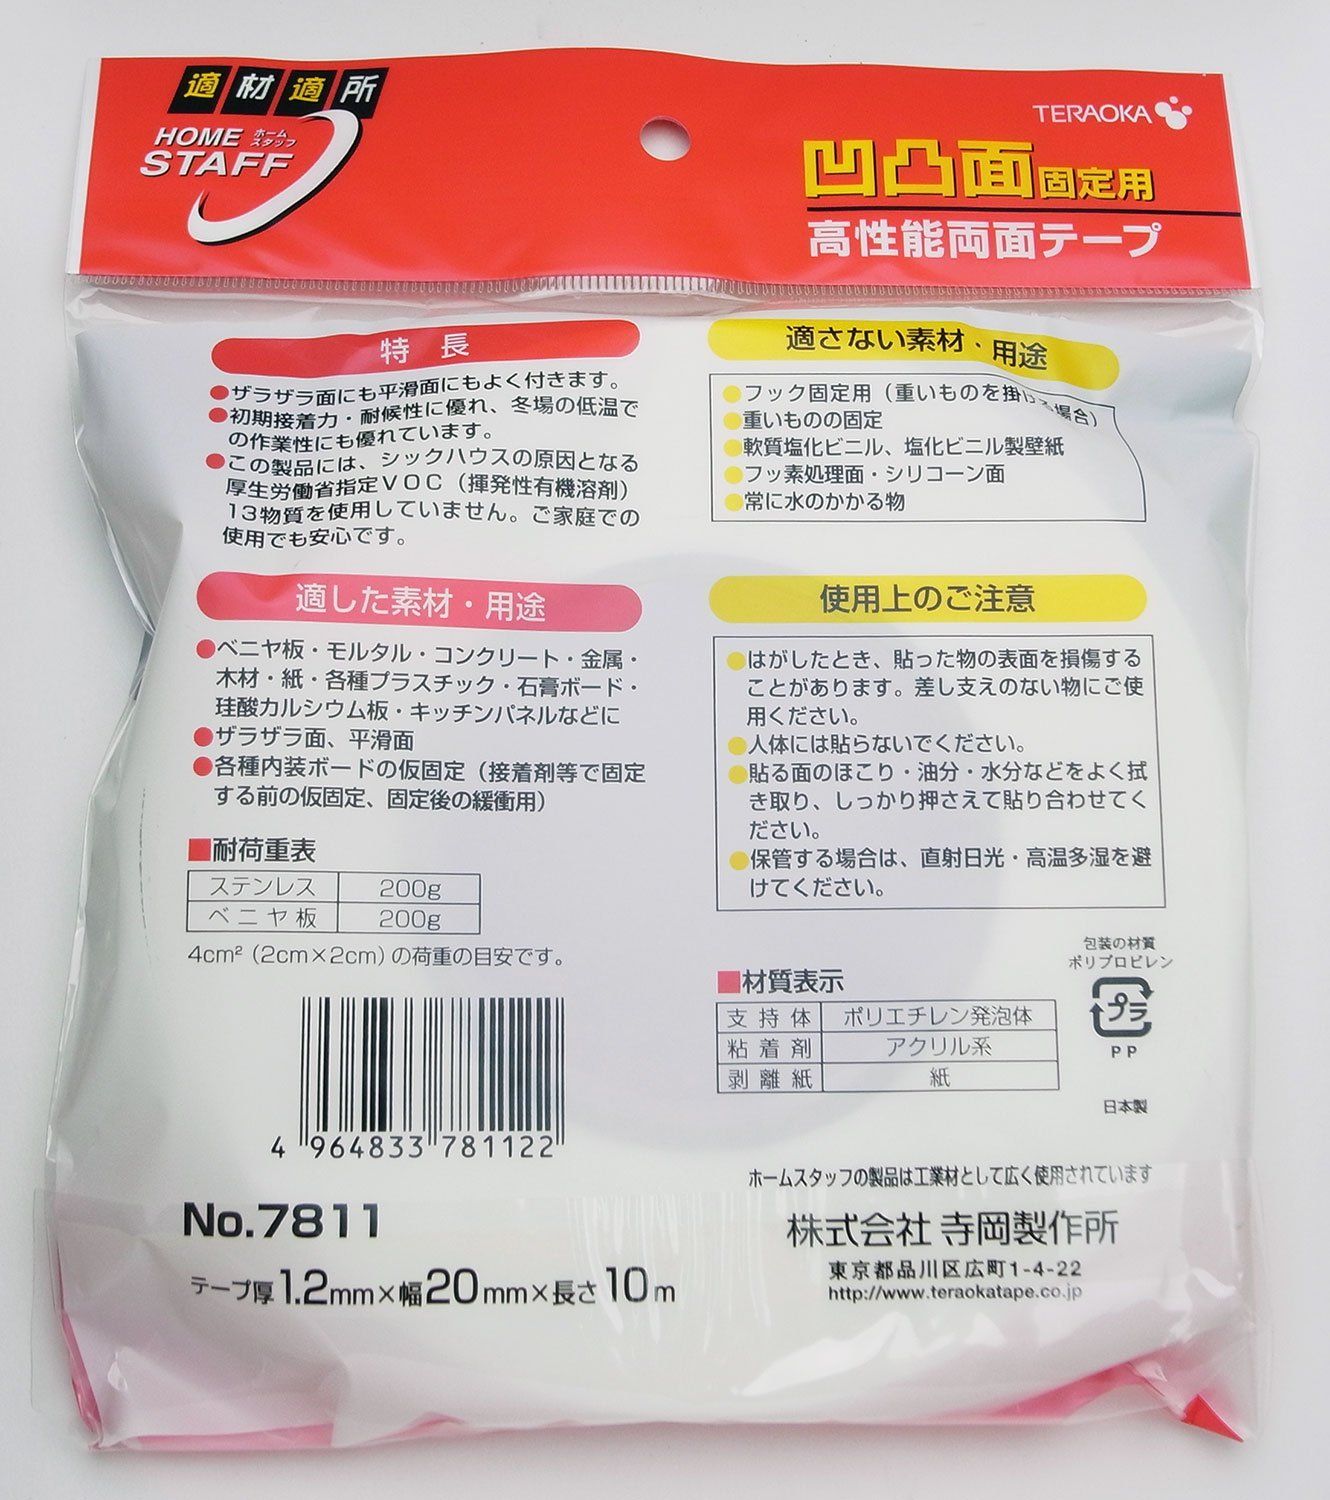 適材適所
HOME ホーム
スタッフ
STAFF
TERAOKA
凹凸面固定用
高性能両面テープ
特長
●ザラザラ面にも平滑面にもよく付きます。
●初期接着力・耐候性に優れ、冬場の低温で
の作業性にも優れています。
●この製品には、シックハウスの原因となる
厚生労働省指定VOC（揮発性有機溶剤）
13物質を使用していません。ご家庭での
使用でも安心です。
適した素材・用途
●ベニヤ板・モルタル・コンクリート・金属・
木材・紙・各種プラスチック・石膏ボード・
珪酸カルシウム板・キッチンパネルなどに
●ザラザラ面、平滑面
●各種内装ボードの仮固定（接着剤等で固定
する前の仮固定、固定後の緩衝用）
■耐荷重表
ステンレス 200g
ベニヤ板 200g
4cm²（2cm×2cm）の荷重の目安です。
4 964833 781122
No.7811
テープ厚1.2mm×幅20mm×長さ10m
適さない素材・用途
●フック固定用（重いものを掛ける場合）
●重いものの固定
●軟質塩化ビニル、塩化ビニル製壁紙
●フッ素処理面・シリコーン面
●常に水のかかる物
使用上のご注意
●はがしたとき、貼った物の表面を損傷する
ことがあります。差し支えのない物にご使
用ください。
●人体には貼らないでください。
●貼る面のほこり・油分・水分などをよく拭
き取り、しっかり押さえて貼り合わせてく
ださい。
●保管する場合は、直射日光・高温多湿を避
けてください。
包装の材質
ポリプロピレン
プラ
PP
■材質表示
支持体 ポリエチレン発泡体
粘着剤 アクリル系
剥離紙 紙
日本製
ホームスタッフの製品は工業材として広く使用されています
株式会社 寺岡製作所
東京都品川区広町1-4-22
http://www.teraokatape.co.jp